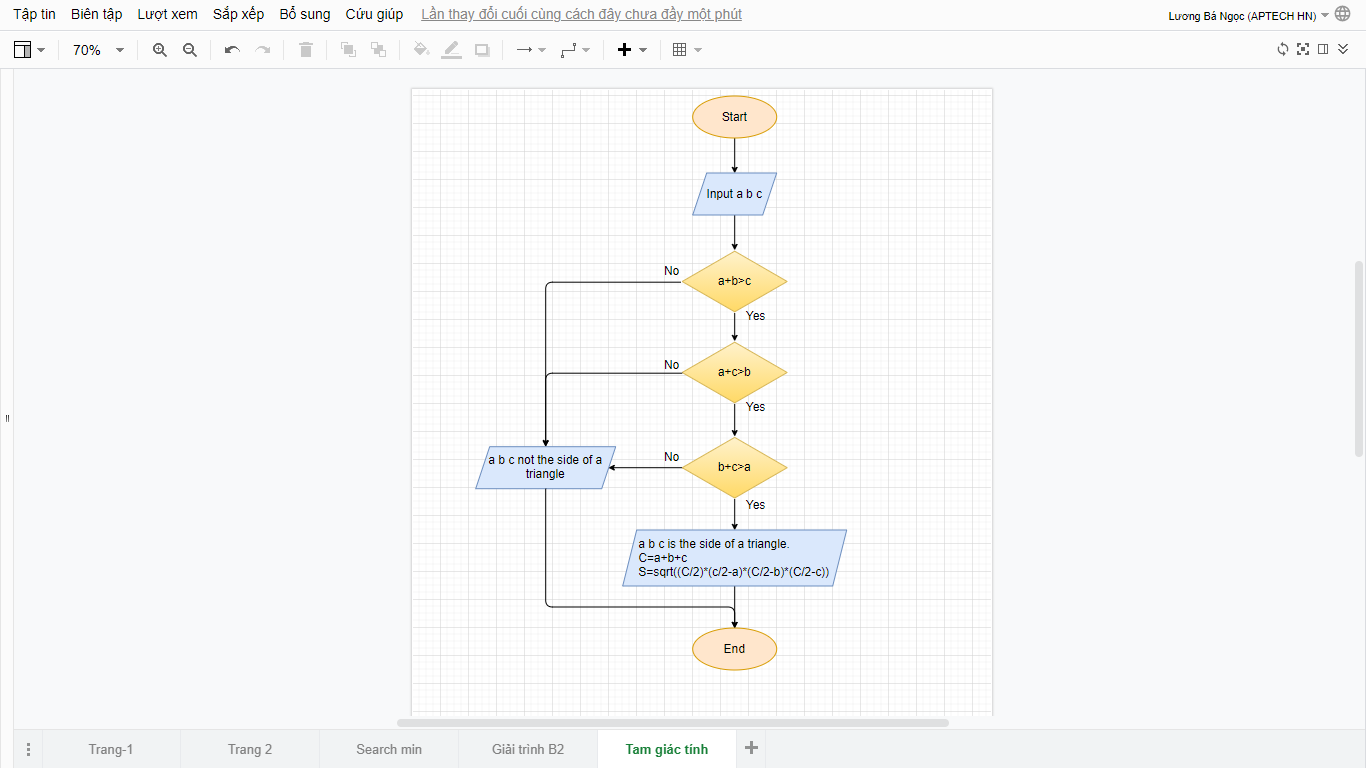 Tập tin Biên tập Lượt xem Sắp xếp Bổ sung Cứu giúp Lần thay đổi cuối cùng cách đây chưa đầy một phút
Lương Bá Ngọc (APTECH HN)
70%
Start
Input a b c
a+b>c
No
Yes
a+c>b
No
Yes
b+c>a
No
Yes
a b c not the side of a
triangle
a b c is the side of a triangle.
C=a+b+c
S=sqrt((C/2)*(c/2-a)*(C/2-b)*(C/2-c))
End
Trang-1 Trang 2 Search min Giải trình B2 Tam giác tính